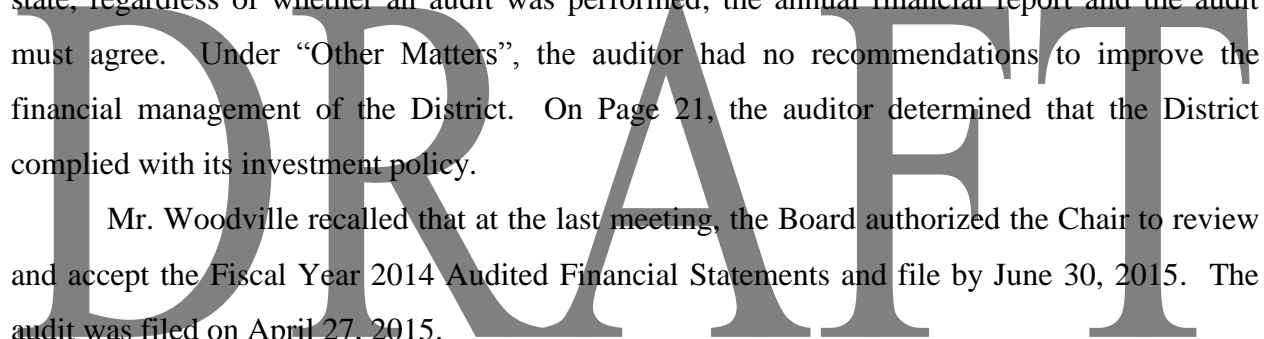 state, regardless of whether an audit was performed; the annual financial report and the audit
must agree. Under “Other Matters”, the auditor had no recommendations to improve the
financial management of the District. On Page 21, the auditor determined that the District
complied with its investment policy.
Mr. Woodville recalled that at the last meeting, the Board authorized the Chair to review
and accept the Fiscal Year 2014 Audited Financial Statements and file by June 30, 2015. The
audit was filed on April 27, 2015.
DRAFT